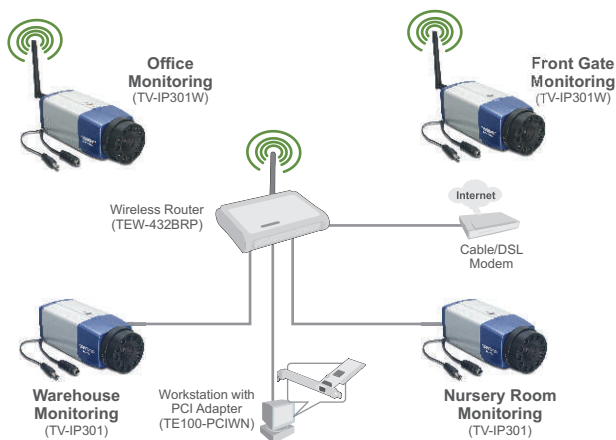 Office
Monitoring
(TV-IP301W)
Front Gate
Monitoring
(TV-IP301W)
Wireless Router
(TEW-432BRP)
Internet
Cable/DSL
Modem
Warehouse
Monitoring
(TV-IP301)
Workstation with
PCI Adapter
(TE100-PCIWN)
Nursery Room
Monitoring
(TV-IP301)